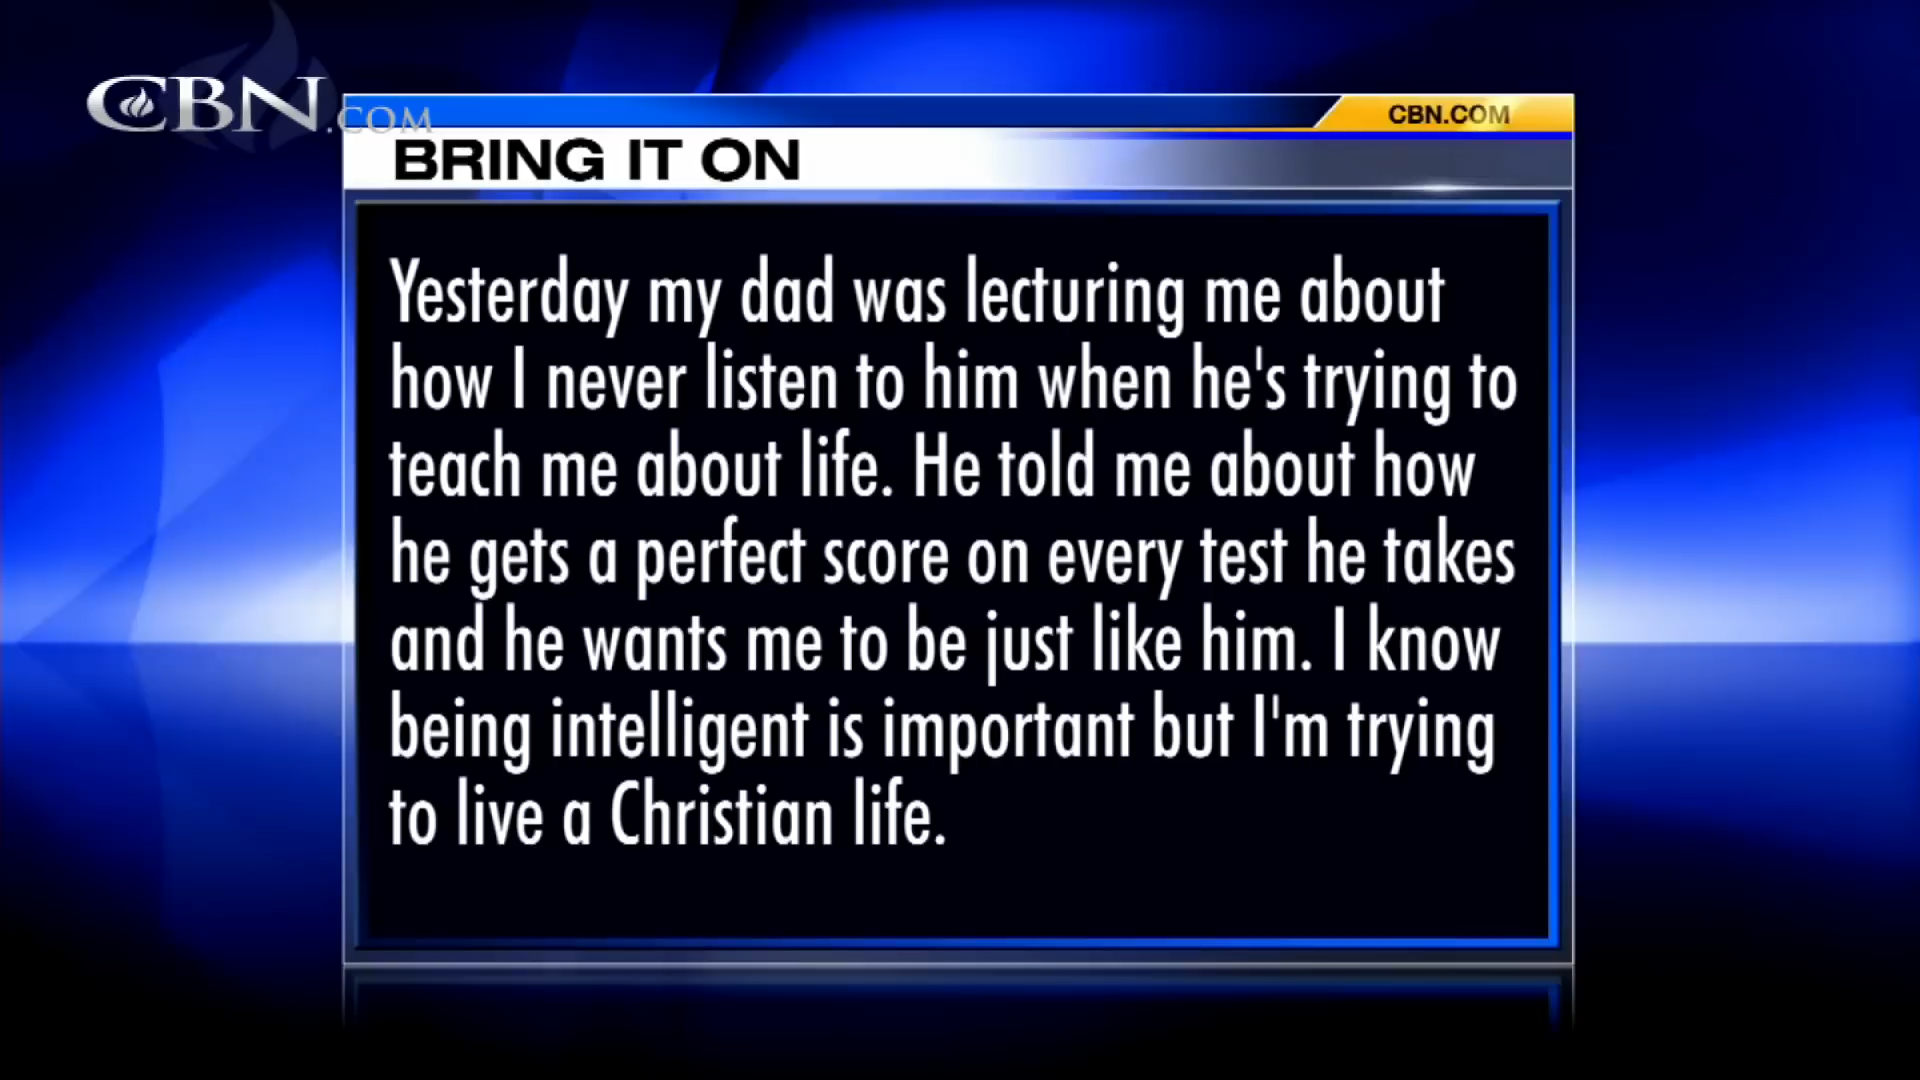 CBN.COM
CBN.COM
BRING IT ON
Yesterday my dad was lecturing me about
how I never listen to him when he's trying to
teach me about life. He told me about how
he gets a perfect score on every test he takes
and he wants me to be just like him. I know
being intelligent is important but I'm trying
to live a Christian life.